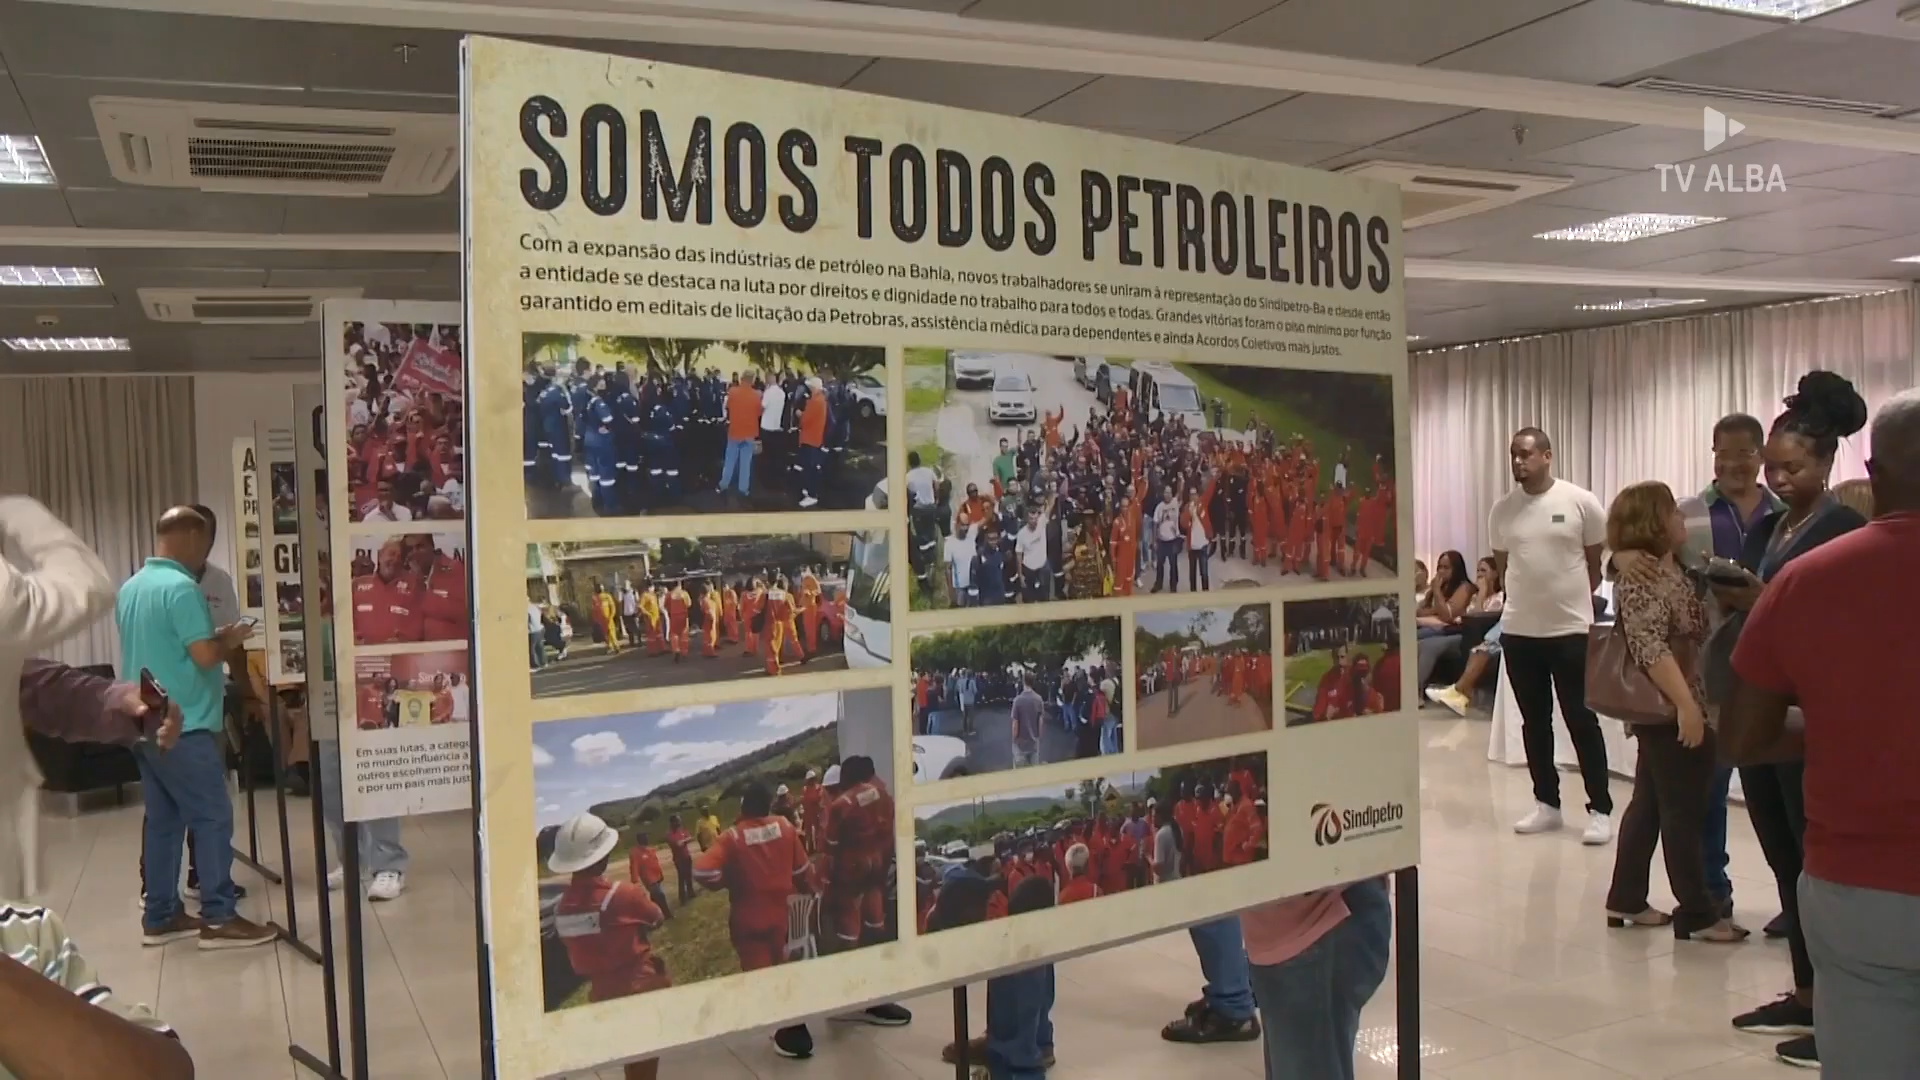 TV ALBA
SOMOS TODOS PETROLEIROS
Com a expansão das indústrias de petróleo na Bahia, novos trabalhadores se uniram à representação do Sindipetro-Ba e desde então
a entidade se destaca na luta por direitos e dignidade no trabalho para todos e todas. Grandes vitórias foram o piso mínimo por função
garantido em editais de licitação da Petrobras, assistência médica para dependentes e ainda Acordos Coletivos mais justos.
Sindipetro
Em suas lutas, a categ
no mundo influência a
outros escolhem por n
e por um país mais just
A
E
PR
GR